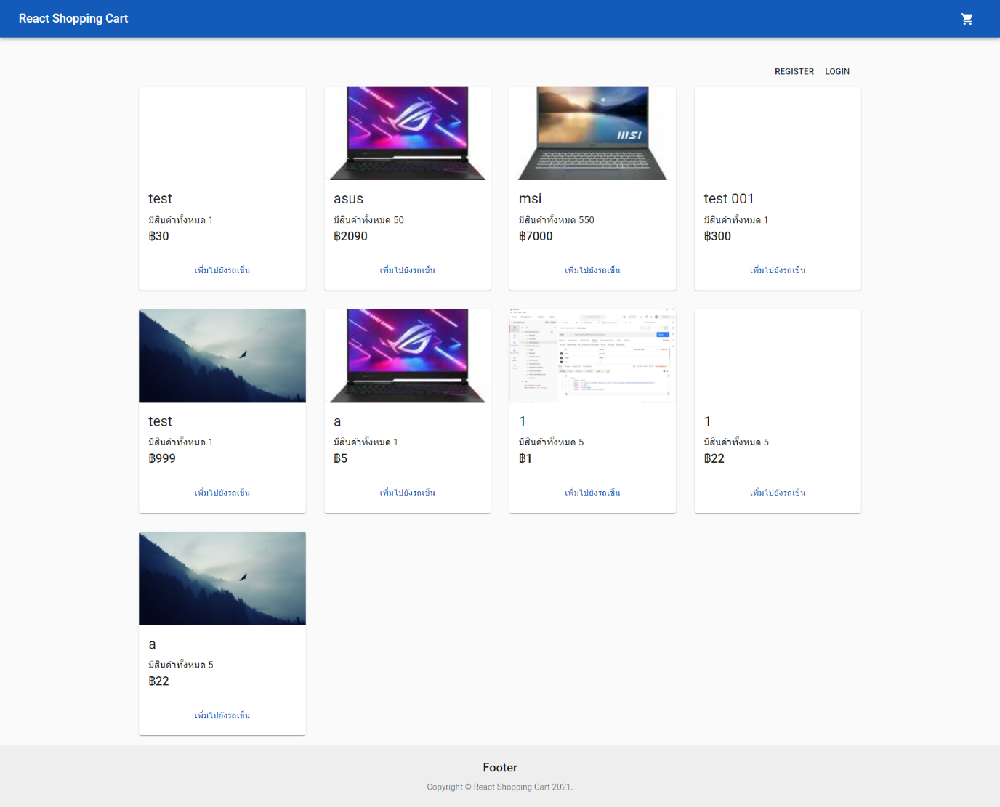 React Shopping Cart
REGISTER LOGIN
test
มีสินค้าทั้งหมด 1
฿30
เพิ่มไปยังรถเข็น
asus
มีสินค้าทั้งหมด 50
฿2090
เพิ่มไปยังรถเข็น
msi
msi
มีสินค้าทั้งหมด 550
฿7000
เพิ่มไปยังรถเข็น
test 001
มีสินค้าทั้งหมด 1
฿300
เพิ่มไปยังรถเข็น
test
มีสินค้าทั้งหมด 1
฿999
เพิ่มไปยังรถเข็น
a
มีสินค้าทั้งหมด 1
฿5
เพิ่มไปยังรถเข็น
1
มีสินค้าทั้งหมด 5
฿1
เพิ่มไปยังรถเข็น
1
มีสินค้าทั้งหมด 5
฿22
เพิ่มไปยังรถเข็น
a
มีสินค้าทั้งหมด 5
฿22
เพิ่มไปยังรถเข็น
Footer
Copyright © React Shopping Cart 2021.